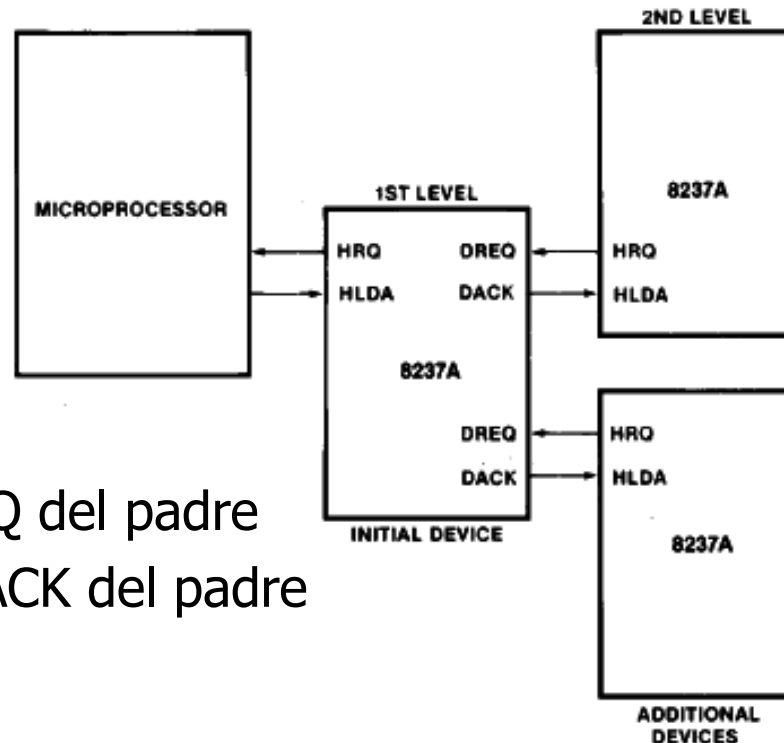 2ND LEVEL
8237A
HRQ
HLDA
MICROPROCESSOR
1ST LEVEL
HRQ DREQ
HLDA DACK
8237A
DREQ
DACK
INITIAL DEVICE
HRQ
HLDA
8237A
ADDITIONAL
DEVICES
Q del padre
ACK del padre